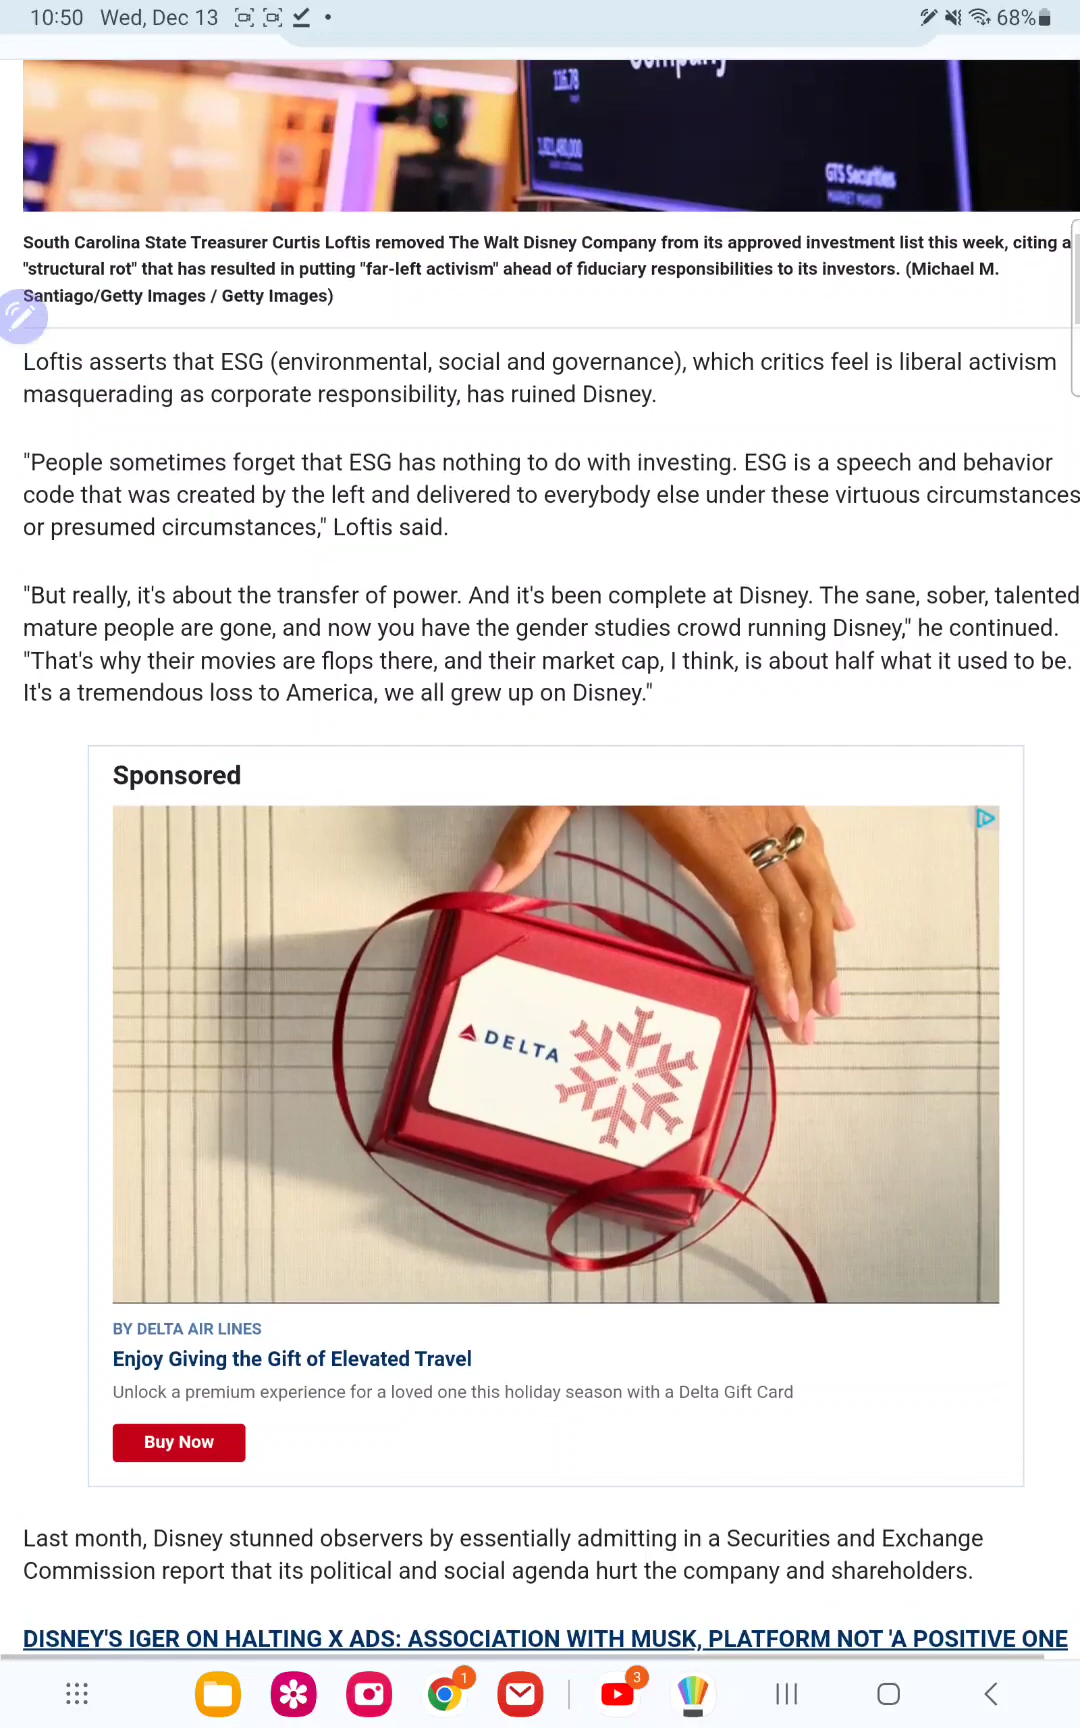 10:50 Wed, Dec 13
68%
Company
116.78
1,821,480,000
GTS Securities
MARKET MAKER
South Carolina State Treasurer Curtis Loftis removed The Walt Disney Company from its approved investment list this week, citing a
"structural rot" that has resulted in putting "far-left activism" ahead of fiduciary responsibilities to its investors. (Michael M.
Santiago/Getty Images / Getty Images)
Loftis asserts that ESG (environmental, social and governance), which critics feel is liberal activism
masquerading as corporate responsibility, has ruined Disney.
"People sometimes forget that ESG has nothing to do with investing. ESG is a speech and behavior
code that was created by the left and delivered to everybody else under these virtuous circumstances
or presumed circumstances," Loftis said.
"But really, it's about the transfer of power. And it's been complete at Disney. The sane, sober, talented
mature people are gone, and now you have the gender studies crowd running Disney," he continued.
"That's why their movies are flops there, and their market cap, I think, is about half what it used to be.
It's a tremendous loss to America, we all grew up on Disney."
Sponsored
DELTA
BY DELTA AIR LINES
Enjoy Giving the Gift of Elevated Travel
Unlock a premium experience for a loved one this holiday season with a Delta Gift Card
Buy Now
Last month, Disney stunned observers by essentially admitting in a Securities and Exchange
Commission report that its political and social agenda hurt the company and shareholders.
DISNEY'S IGER ON HALTING X ADS: ASSOCIATION WITH MUSK, PLATFORM NOT 'A POSITIVE ONE
1
3